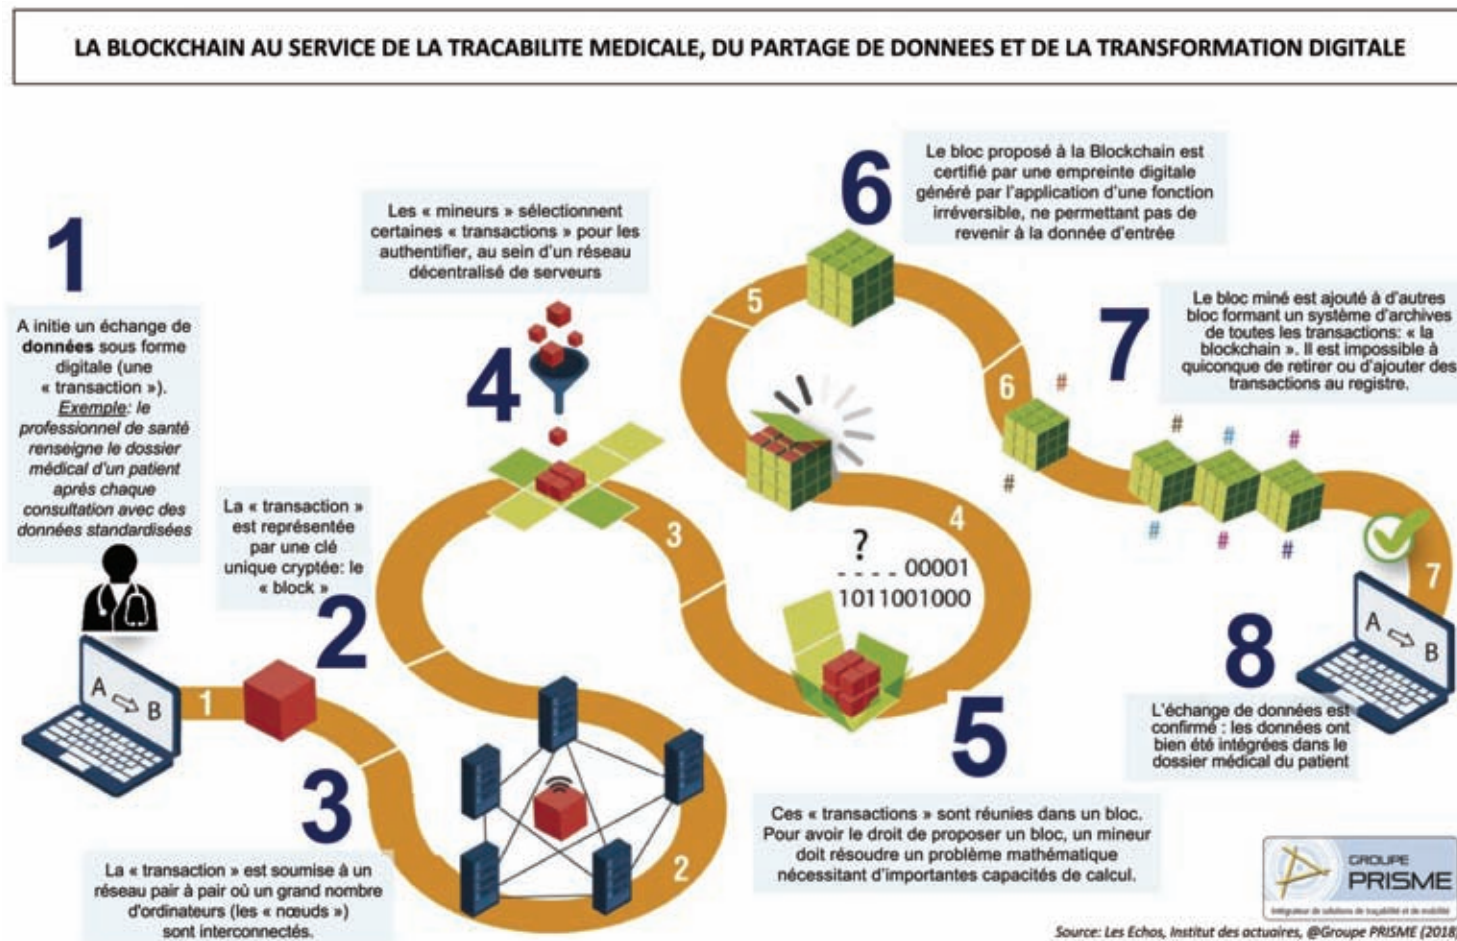 LA BLOCKCHAIN AU SERVICE DE LA TRACABILITE MEDICALE, DU PARTAGE DE DONNEES ET DE LA TRANSFORMATION DIGITALE
1
A initie un échange de
données sous forme
digitale (une
« transaction »).
Exemple: le
professionnel de santé
renseigne le dossier
médical d'un patient
après chaque
consultation avec des
données standardisées
A
B
1
La « transaction »
est représentée
par une clé
unique cryptée: le
« block »
2
3
La « transaction » est soumise à un
réseau pair à pair où un grand nombre
d'ordinateurs (les « nœuds »)
sont interconnectés.
2
Les « mineurs » sélectionnent
certaines « transactions » pour les
authentifier, au sein d'un réseau
décentralisé de serveurs
4
3
?
- - - - 00001
1011001000
4
5
Ces « transactions » sont réunies dans un bloc.
Pour avoir le droit de proposer un bloc, un mineur
doit résoudre un problème mathématique
nécessitant d'importantes capacités de calcul.
5
6
Le bloc proposé à la Blockchain est
certifié par une empreinte digitale
généré par l'application d'une fonction
irréversible, ne permettant pas de
revenir à la donnée d'entrée
6
#
#
7
Le bloc miné est ajouté à d'autres
bloc formant un système d'archives
de toutes les transactions: « la
blockchain ». Il est impossible à
quiconque de retirer ou d'ajouter des
transactions au registre.
# # #
# # #
7
A
B
8
L'échange de données est
confirmé : les données ont
bien été intégrées dans le
dossier médical du patient
GROUPE
PRISME
Intégrateur de solutions de traçabilité et de mobilité
Source: Les Echos, Institut des actuaires, @Groupe PRISME (2018)